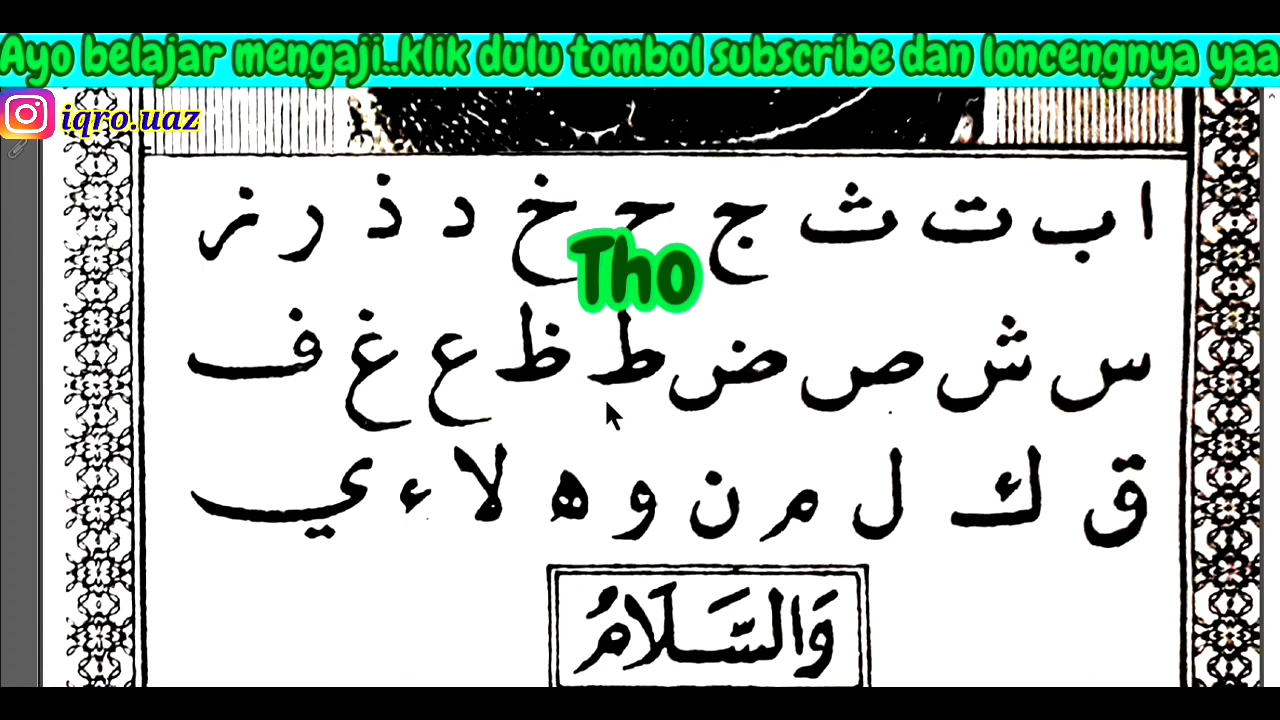 Ayo belajar mengaji...klik dulu tombol subscribe dan loncengnya yaa
iqro.uaz
ا ب ت ث ج ح خ د ذ ر ز
Tho
س ش ص ض ط ظ ع غ ف
ق ك ل م ن و ه لا ء ي
وَالسَّلَامُ